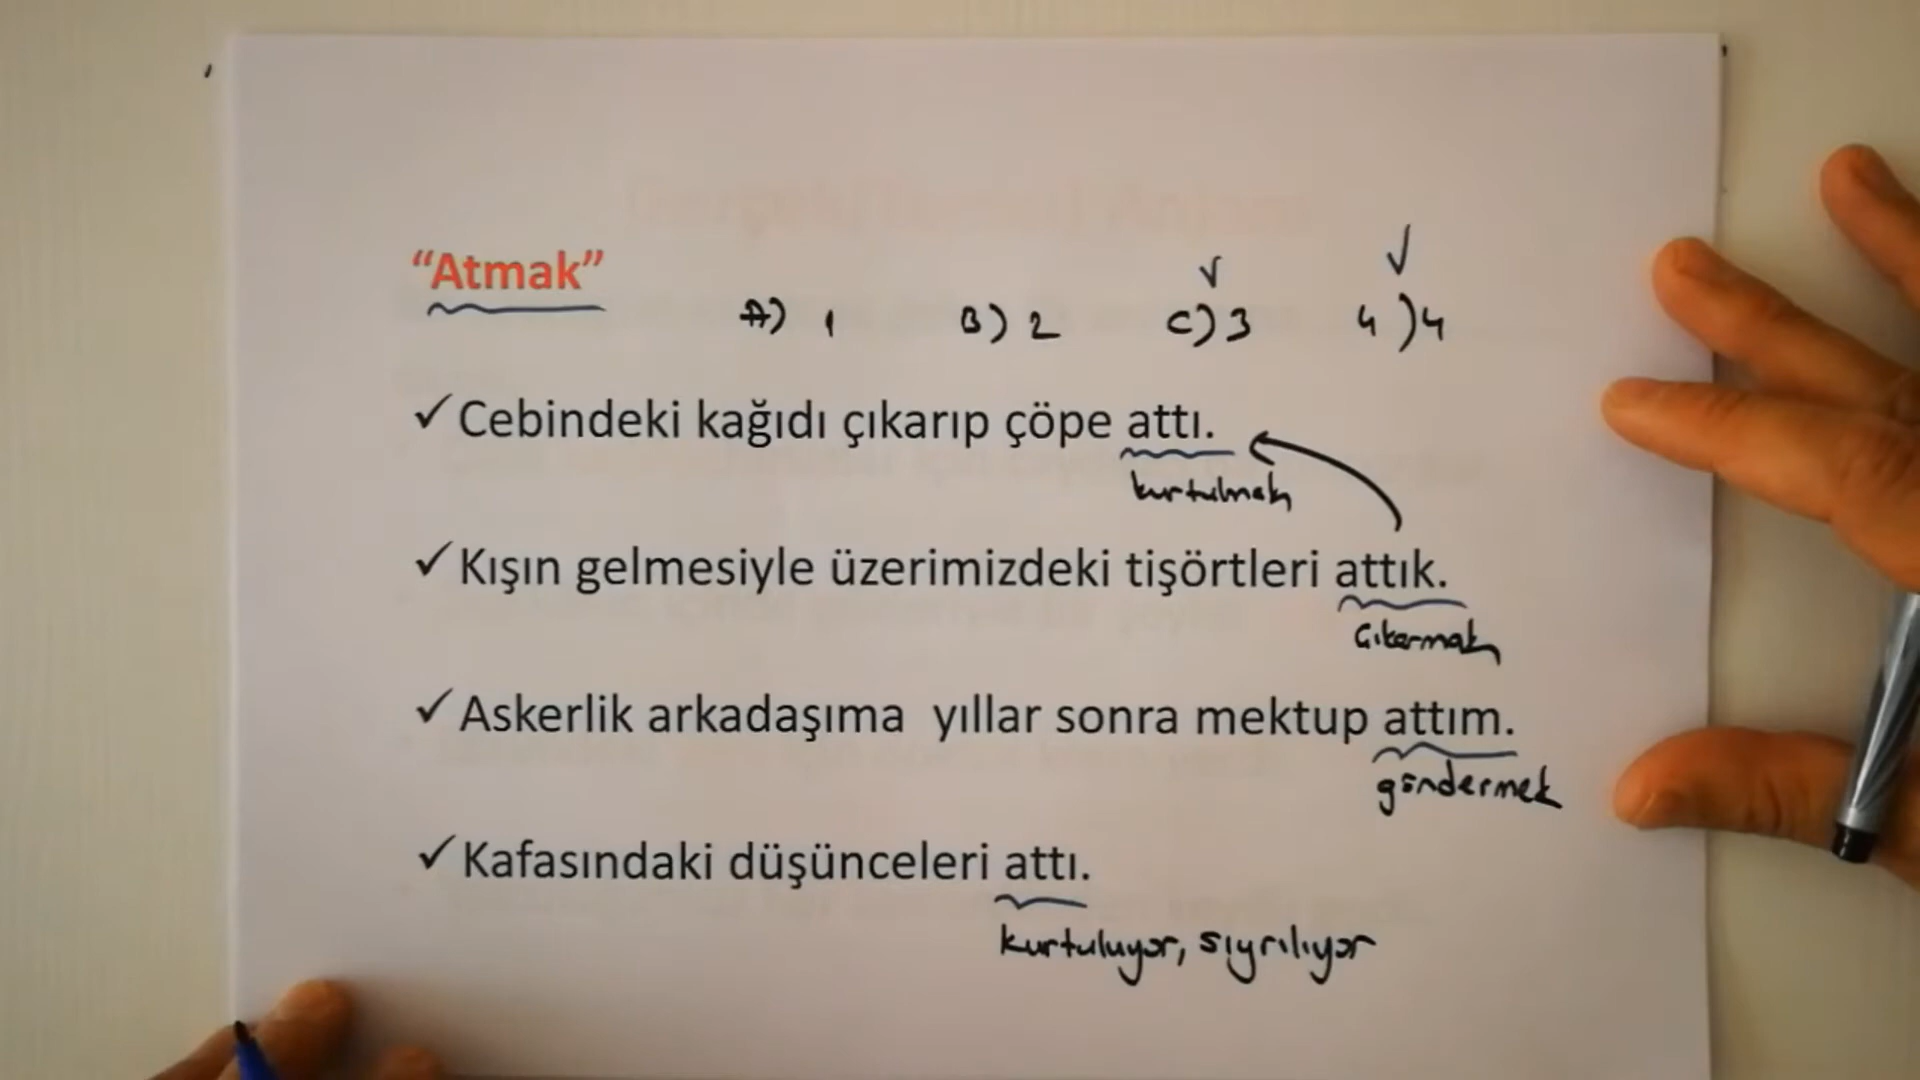 “Atmak”
A) 1 B) 2 C) 3 4) 4
✓ Cebindeki kağıdı çıkarıp çöpe attı.
kurtulmak
✓ Kışın gelmesiyle üzerimizdeki tişörtleri attık.
Çıkarmak
✓ Askerlik arkadaşıma yıllar sonra mektup attım.
göndermek
✓ Kafasındaki düşünceleri attı.
kurtuluyor, sıyrılıyor